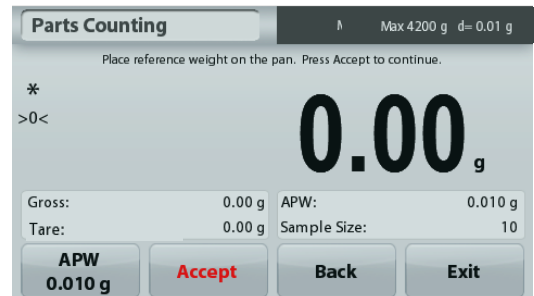 Parts Counting
Max 4200 g d= 0.01 g
Place reference weight on the pan. Press Accept to continue.
*
>0<
0.00 g
Gross: 0.00 g APW: 0.010 g
Tare: 0.00 g Sample Size: 10
APW Accept Back Exit
0.010 g